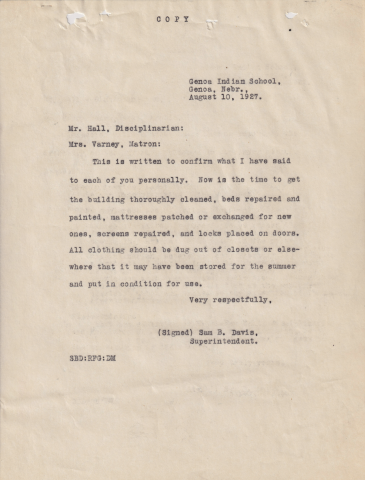 COPY
Genoa Indian School,
Genoa, Nebr.,
August 10, 1927.
Mr. Hall, Disciplinarian:
Mrs. Varney, Matron:
This is written to confirm what I have said
to each of you personally. Now is the time to get
the building thoroughly cleaned, beds repaired and
painted, mattresses patched or exchanged for new
ones, screens repaired, and locks placed on doors.
All clothing should be dug out of closets or else-
where that it may have been stored for the summer
and put in condition for use.
Very respectfully,
(Signed) Sam B. Davis,
Superintendent.
SBD:RPG:DM